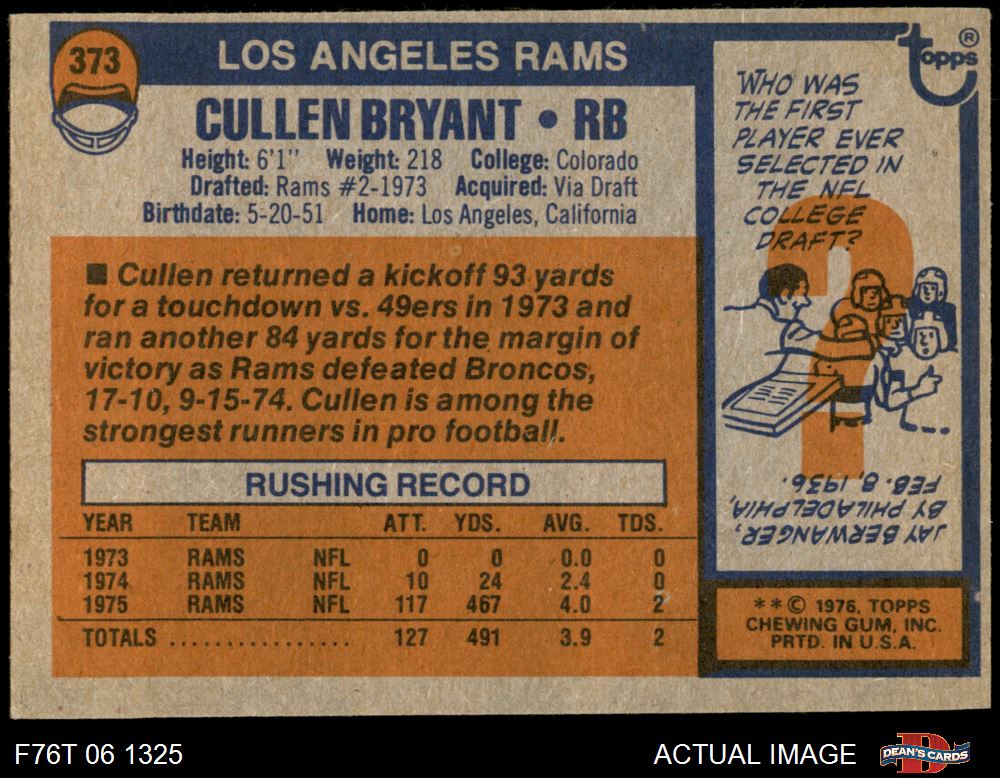 373
LOS ANGELES RAMS
CULLEN BRYANT • RB
Height: 6'1" Weight: 218 College: Colorado
Drafted: Rams #2-1973 Acquired: Via Draft
Birthdate: 5-20-51 Home: Los Angeles, California
■ Cullen returned a kickoff 93 yards
for a touchdown vs. 49ers in 1973 and
ran another 84 yards for the margin of
victory as Rams defeated Broncos,
17-10, 9-15-74. Cullen is among the
strongest runners in pro football.
RUSHING RECORD
YEAR TEAM ATT. YDS. AVG. TDS.
1973 RAMS NFL 0 0 0.0 0
1974 RAMS NFL 10 24 2.4 0
1975 RAMS NFL 117 467 4.0 2
TOTALS ................ 127 491 3.9 2
topps ®
WHO WAS
THE FIRST
PLAYER EVER
SELECTED IN
THE NFL
COLLEGE
DRAFT?
?
JAY BERWANGER,
BY PHILADELPHIA,
FEB. 8, 1936.
**© 1976, TOPPS
CHEWING GUM, INC.
PRTD. IN U.S.A.
F76T 06 1325
ACTUAL IMAGE
D
DEAN'S CARDS